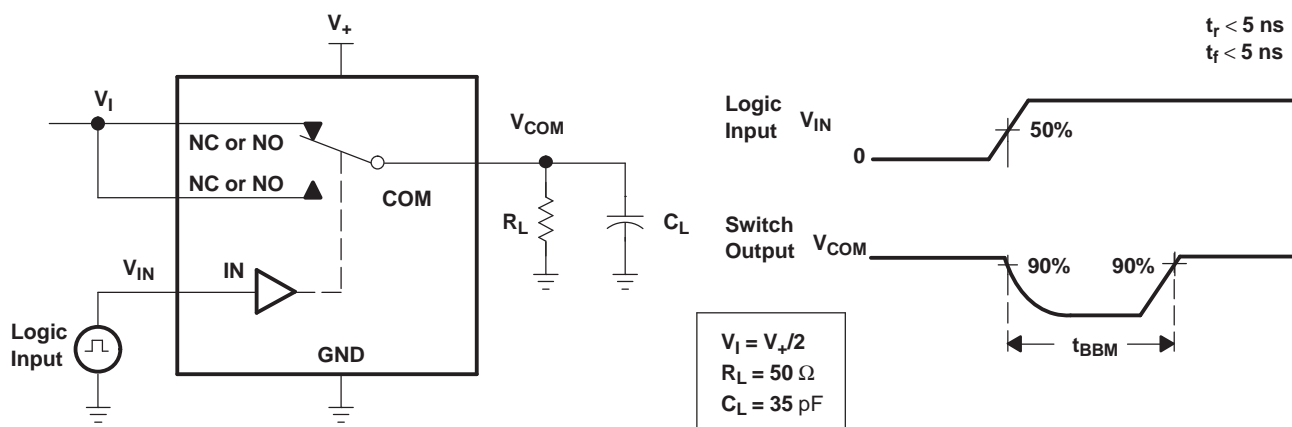 V+
tr < 5 ns
tf < 5 ns
VI
NC or NO
NC or NO
COM
VCOM
RL
CL
VIN
IN
Logic
Input
GND
Logic
Input
VIN
50%
0
Switch
Output
VCOM
90%
90%
tBBM
VI = V+/2
RL = 50 Ω
CL = 35 pF